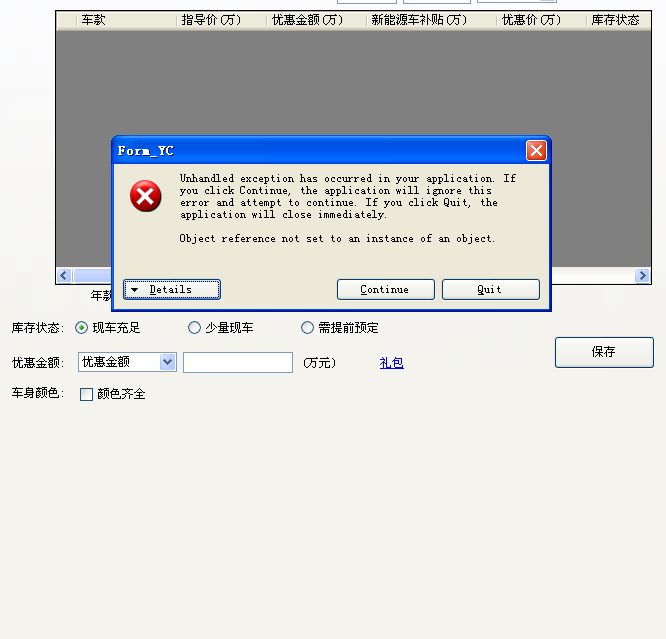 车款 指导价(万) 优惠金额(万) 新能源车补贴(万) 优惠价(万) 库存状态
Form_YC
Unhandled exception has occurred in your application. If
you click Continue, the application will ignore this
error and attempt to continue. If you click Quit, the
application will close immediately.
Object reference not set to an instance of an object.
Details Continue Quit
年款
库存状态: 现车充足 少量现车 需提前预定
优惠金额: 优惠金额 (万元) 礼包
保存
车身颜色: 颜色齐全